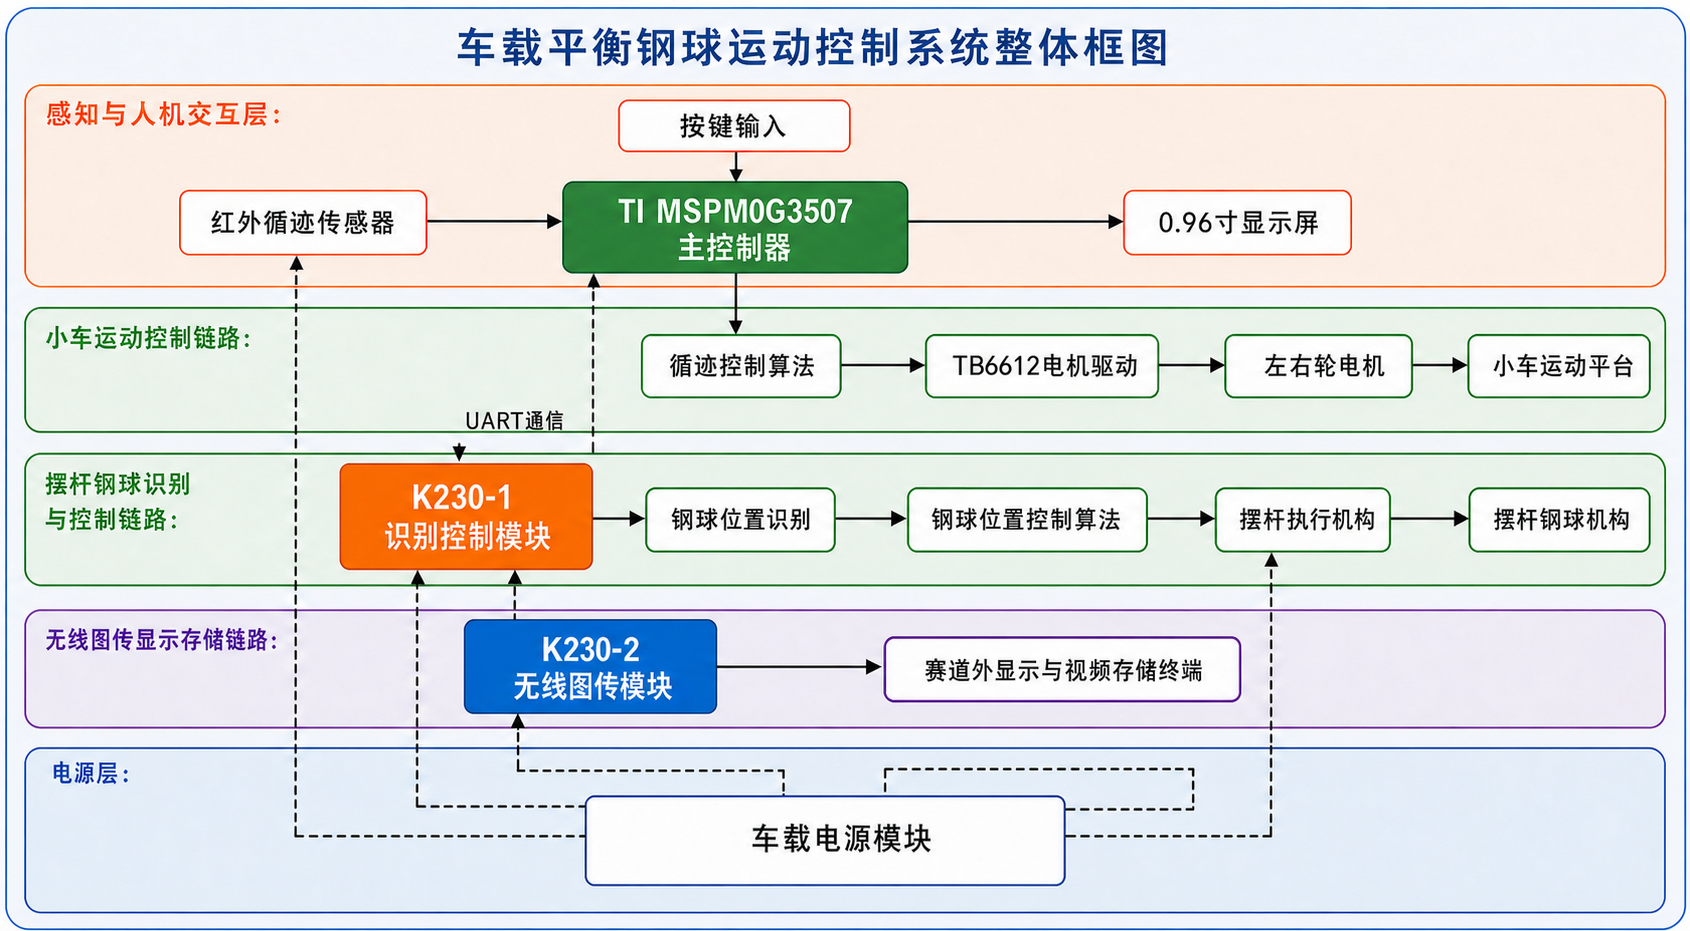 车载平衡钢球运动控制系统整体框图
感知与人机交互层：
按键输入
红外循迹传感器
TI MSPM0G3507
主控制器
0.96寸显示屏
小车运动控制链路：
循迹控制算法
TB6612电机驱动
左右轮电机
小车运动平台
UART通信
摆杆钢球识别
与控制链路：
K230-1
识别控制模块
钢球位置识别
钢球位置控制算法
摆杆执行机构
摆杆钢球机构
无线图传显示存储链路：
K230-2
无线图传模块
赛道外显示与视频存储终端
电源层：
车载电源模块